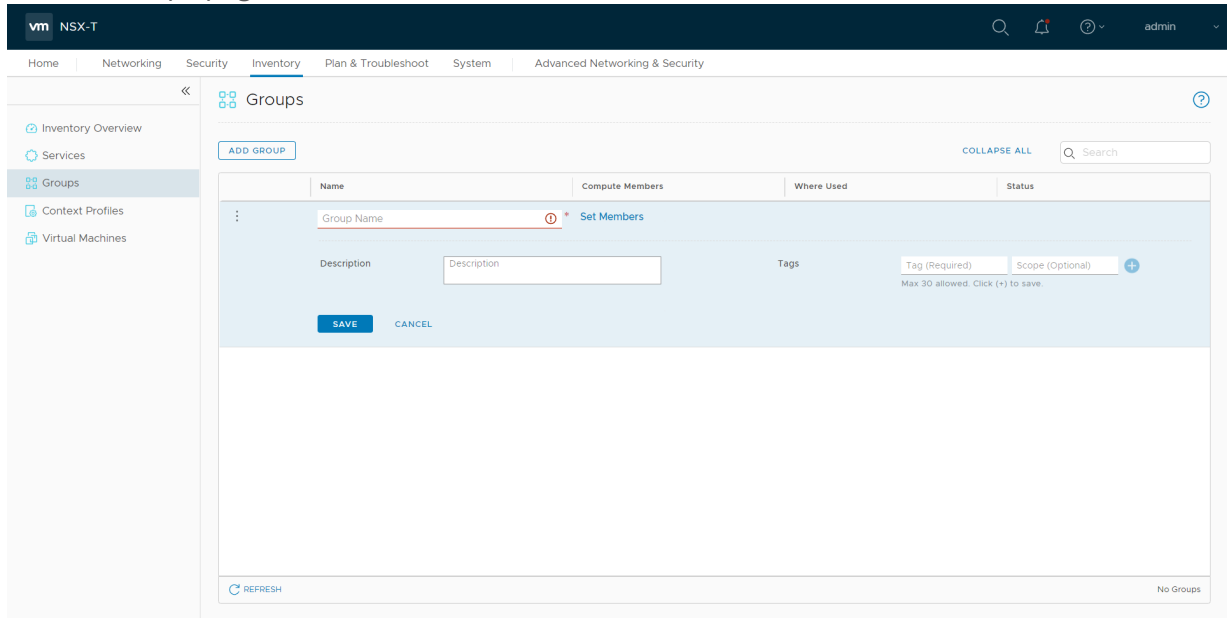 vm NSX-T admin
Home Networking Security Inventory Plan & Troubleshoot System Advanced Networking & Security
Groups
Inventory Overview
Services
Groups
Context Profiles
Virtual Machines
ADD GROUP COLLAPSE ALL Search
Name Compute Members Where Used Status
Group Name * Set Members
Description Description Tags Tag (Required) Scope (Optional)
Max 30 allowed. Click (+) to save.
SAVE CANCEL
REFRESH No Groups